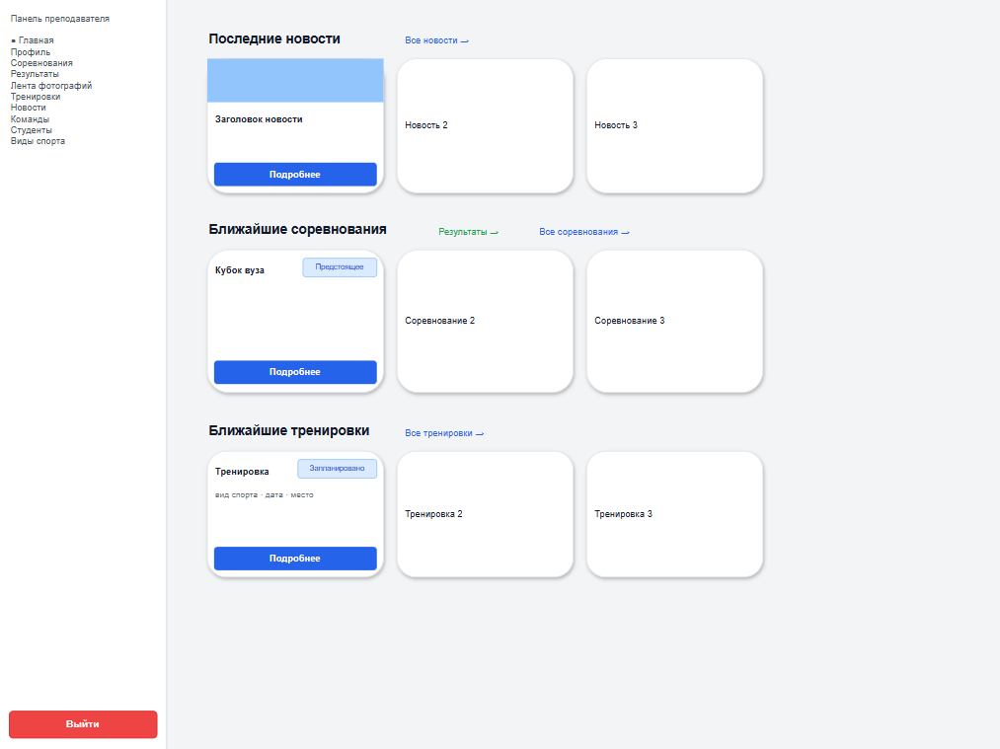 Панель преподавателя
• Главная
Профиль
Соревнования
Результаты
Лента фотографий
Тренировки
Новости
Команды
Студенты
Виды спорта
Выйти
Последние новости
Все новости →
Заголовок новости
Подробнее
Новость 2
Новость 3
Ближайшие соревнования
Результаты →
Все соревнования →
Кубок вуза
Предстоящее
Подробнее
Соревнование 2
Соревнование 3
Ближайшие тренировки
Все тренировки →
Тренировка
Запланировано
вид спорта · дата · место
Подробнее
Тренировка 2
Тренировка 3